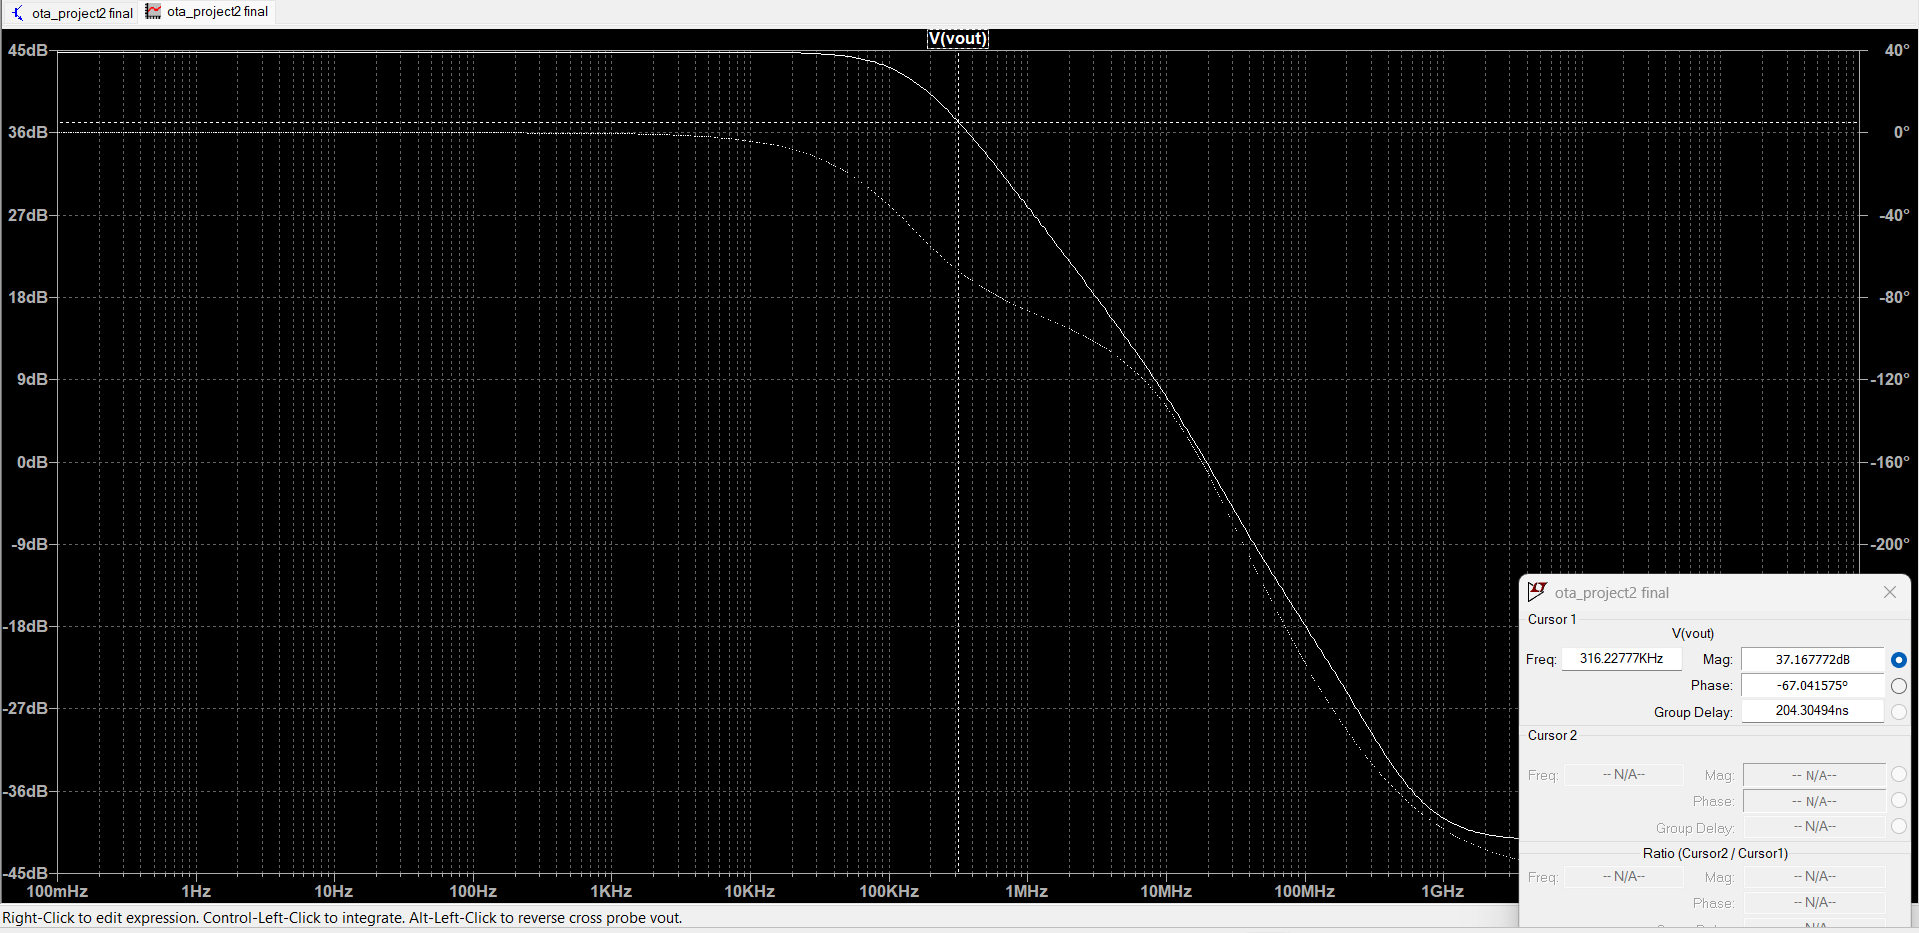 ota_project2 final
ota_project2 final
V(vout)
45dB
36dB
27dB
18dB
9dB
0dB
-9dB
-18dB
-27dB
-36dB
-45dB
40°
0°
-40°
-80°
-120°
-160°
-200°
100mHz 1Hz 10Hz 100Hz 1KHz 10KHz 100KHz 1MHz 10MHz 100MHz 1GHz
ota_project2 final
Cursor 1
V(vout)
Freq: 316.22777KHz Mag: 37.167772dB
Phase: -67.041575°
Group Delay: 204.30494ns
Cursor 2
Freq: -- N/A-- Mag: -- N/A--
Phase: -- N/A--
Group Delay: -- N/A--
Ratio (Cursor2 / Cursor1)
Freq: -- N/A-- Mag: -- N/A--
Phase: -- N/A--
Right-Click to edit expression. Control-Left-Click to integrate. Alt-Left-Click to reverse cross probe vout.